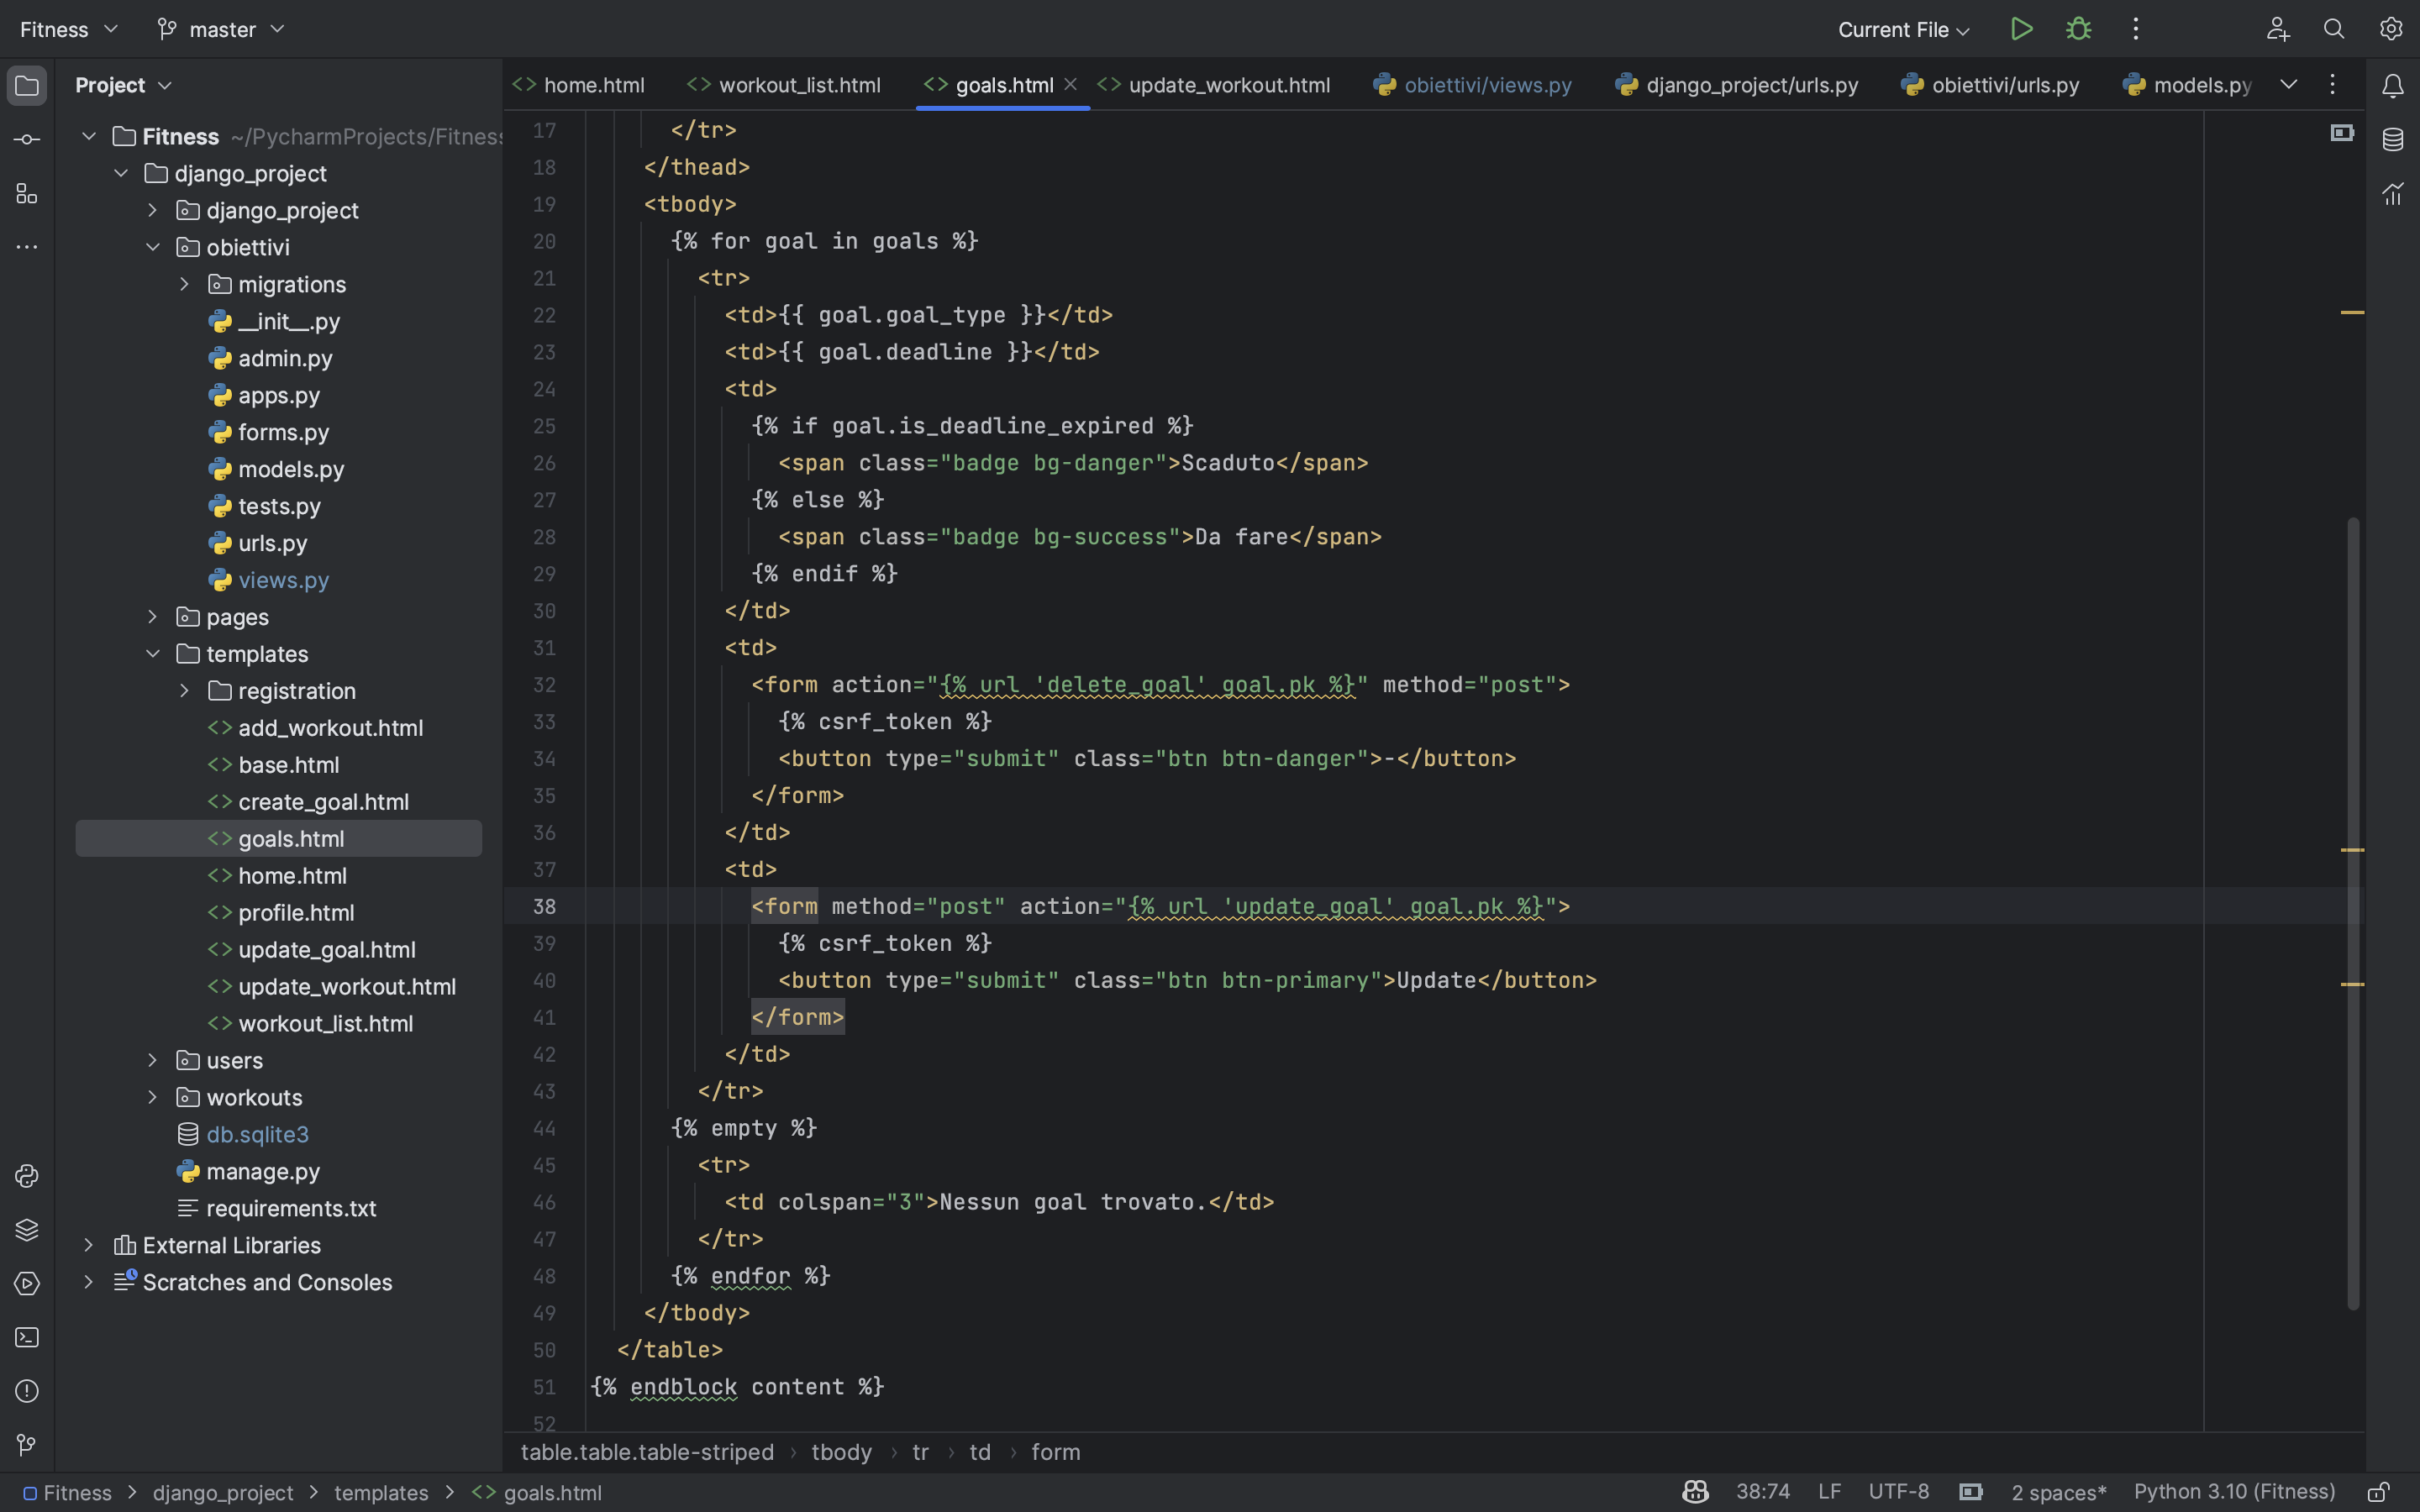 Fitness master Current File
Project
home.html workout_list.html goals.html update_workout.html obiettivi/views.py django_project/urls.py obiettivi/urls.py models.py
Fitness ~/PycharmProjects/Fitness
django_project
django_project
obiettivi
migrations
__init__.py
admin.py
apps.py
forms.py
models.py
tests.py
urls.py
views.py
pages
templates
registration
add_workout.html
base.html
create_goal.html
goals.html
home.html
profile.html
update_goal.html
update_workout.html
workout_list.html
users
workouts
db.sqlite3
manage.py
requirements.txt
External Libraries
Scratches and Consoles
17 </tr>
18 </thead>
19 <tbody>
20 {% for goal in goals %}
21 <tr>
22 <td>{{ goal.goal_type }}</td>
23 <td>{{ goal.deadline }}</td>
24 <td>
25 {% if goal.is_deadline_expired %}
26 <span class="badge bg-danger">Scaduto</span>
27 {% else %}
28 <span class="badge bg-success">Da fare</span>
29 {% endif %}
30 </td>
31 <td>
32 <form action="{% url 'delete_goal' goal.pk %}" method="post">
33 {% csrf_token %}
34 <button type="submit" class="btn btn-danger">-</button>
35 </form>
36 </td>
37 <td>
38 <form method="post" action="{% url 'update_goal' goal.pk %}">
39 {% csrf_token %}
40 <button type="submit" class="btn btn-primary">Update</button>
41 </form>
42 </td>
43 </tr>
44 {% empty %}
45 <tr>
46 <td colspan="3">Nessun goal trovato.</td>
47 </tr>
48 {% endfor %}
49 </tbody>
50 </table>
51 {% endblock content %}
52
table.table.table-striped › tbody › tr › td › form
Fitness > django_project > templates > goals.html 38:74 LF UTF-8 2 spaces* Python 3.10 (Fitness)